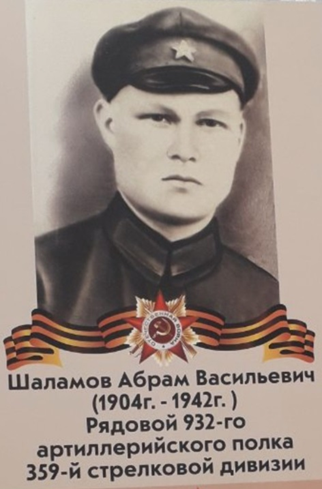 Шаламов Абрам Васильевич
(1904г. - 1942г. )
Рядовой 932-го
артиллерийского полка
359-й стрелковой дивизии